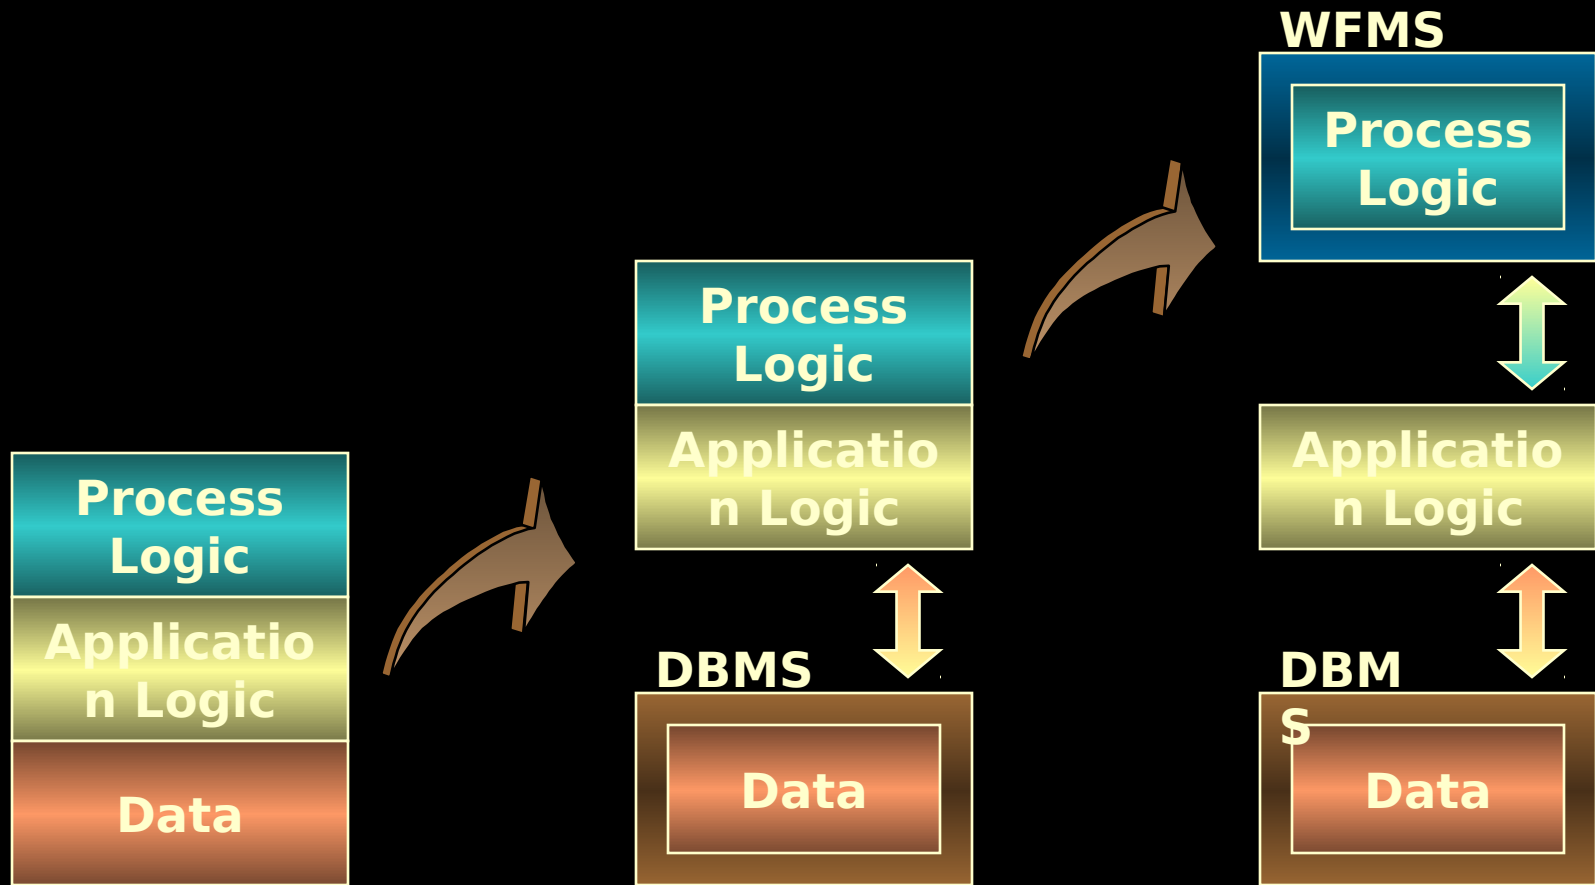 Process
Logic
Applicatio
n Logic
Data
Process
Logic
Applicatio
n Logic
DBMS
Data
WFMS
Process
Logic
Applicatio
n Logic
DBM
S
Data